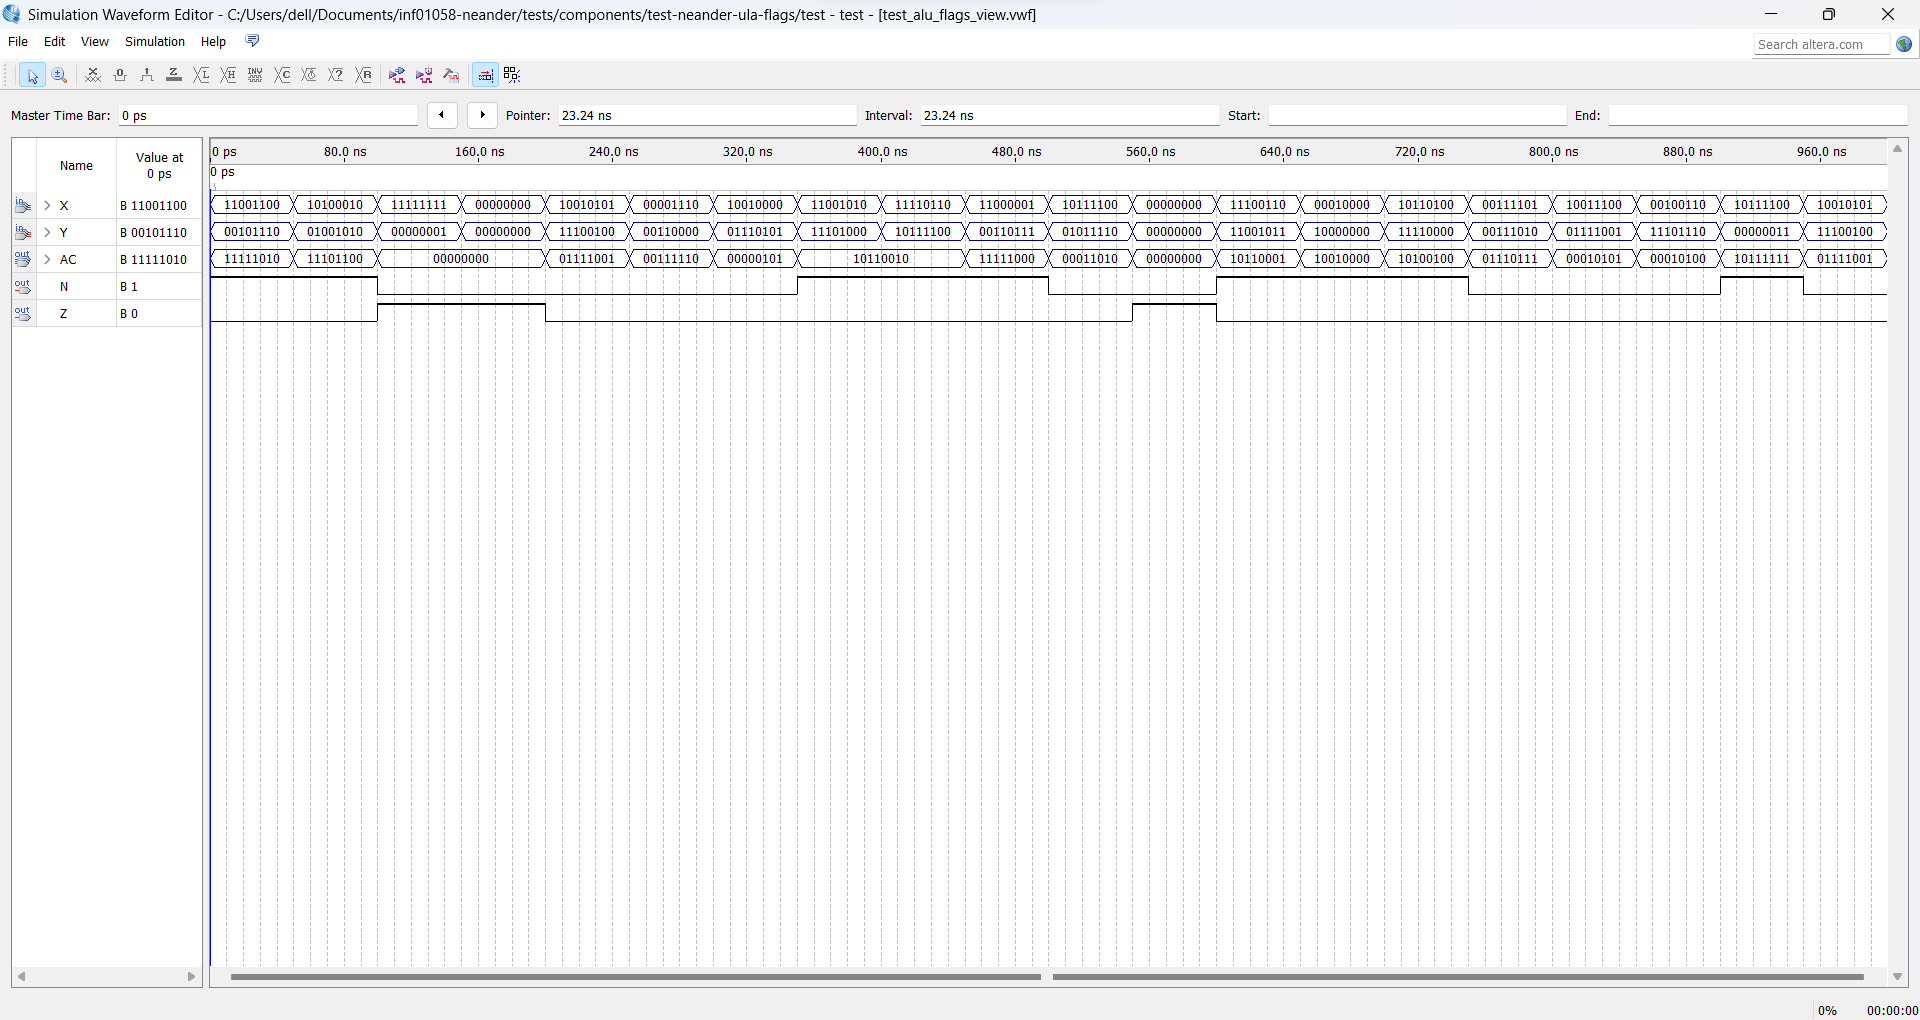 Simulation Waveform Editor - C:/Users/dell/Documents/inf01058-neander/tests/components/test-neander-ula-flags/test - test - [test_alu_flags_view.vwf]
File Edit View Simulation Help
Search altera.com
Master Time Bar: 0 ps Pointer: 23.24 ns Interval: 23.24 ns Start: End:
Name Value at 0 ps
0 ps 80.0 ns 160.0 ns 240.0 ns 320.0 ns 400.0 ns 480.0 ns 560.0 ns 640.0 ns 720.0 ns 800.0 ns 880.0 ns 960.0 ns
0 ps
X B 11001100 11001100 10100010 11111111 00000000 10010101 00001110 10010000 11001010 11110110 11000001 10111100 00000000 11100110 00010000 10110100 00111101 10011100 00100110 10111100 10010101
Y B 00101110 00101110 01001010 00000001 00000000 11100100 00110000 01110101 11101000 10111100 00110111 01011110 00000000 11001011 10000000 11110000 00111010 01111001 11101110 00000011 11100100
AC B 11111010 11111010 11101100 00000000 01111001 00111110 00000101 10110010 11111000 00011010 00000000 10110001 10010000 10100100 01110111 00010101 00010100 10111111 01111001
N B 1
Z B 0
0% 00:00:00